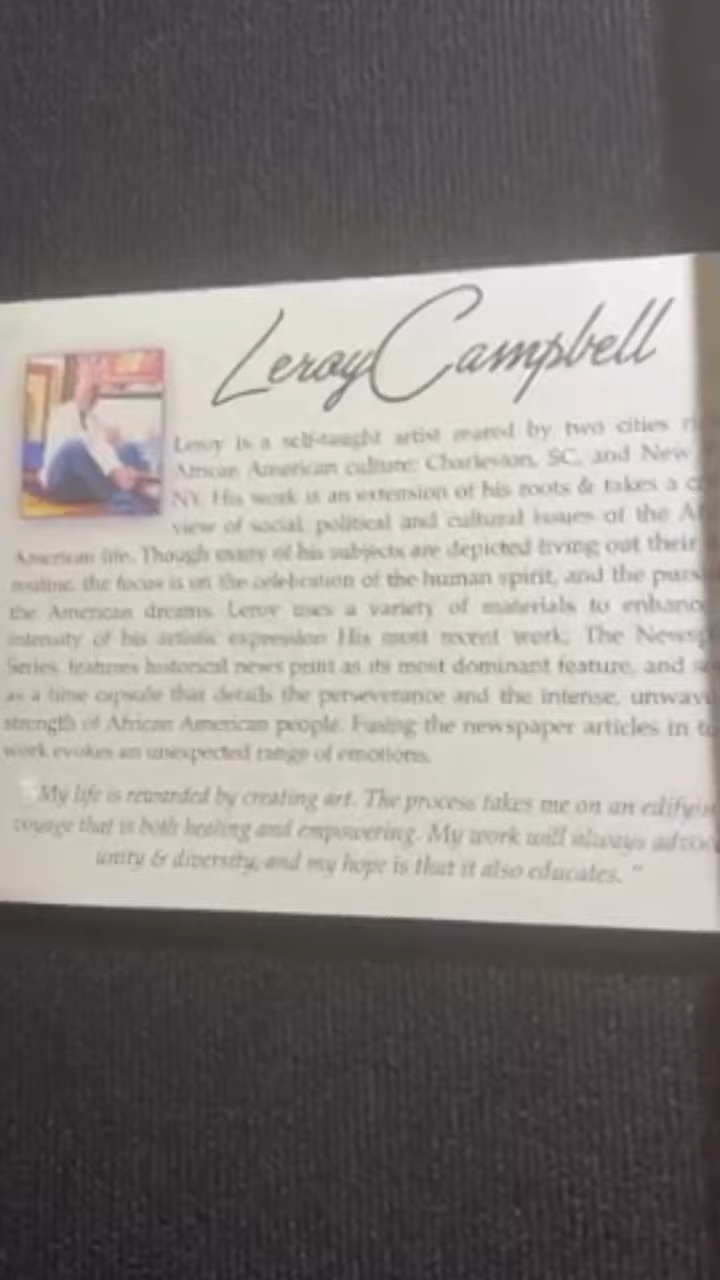 Leroy Campbell
Leroy is a self-taught artist reared by two cities
African American culture: Charleston, SC, and New
NY. His work is an extension of his roots & takes a
view of social, political and cultural issues of the
American life. Though many of his subjects are depicted living out their
routine, the focus is on the celebration of the human spirit, and the
the American dreams. Leroy uses a variety of materials to
intensity of his artistic expression. His most recent work, The
Series, features historical news print as its most dominant feature, and
as a time capsule that details the perseverance and the intense,
strength of African American people. Fusing the newspaper articles in
work evokes an unexpected range of emotions.
"My life is rewarded by creating art. The process takes me on an
voyage that is both healing and empowering. My work will always
unity & diversity, and my hope is that it also educates. "